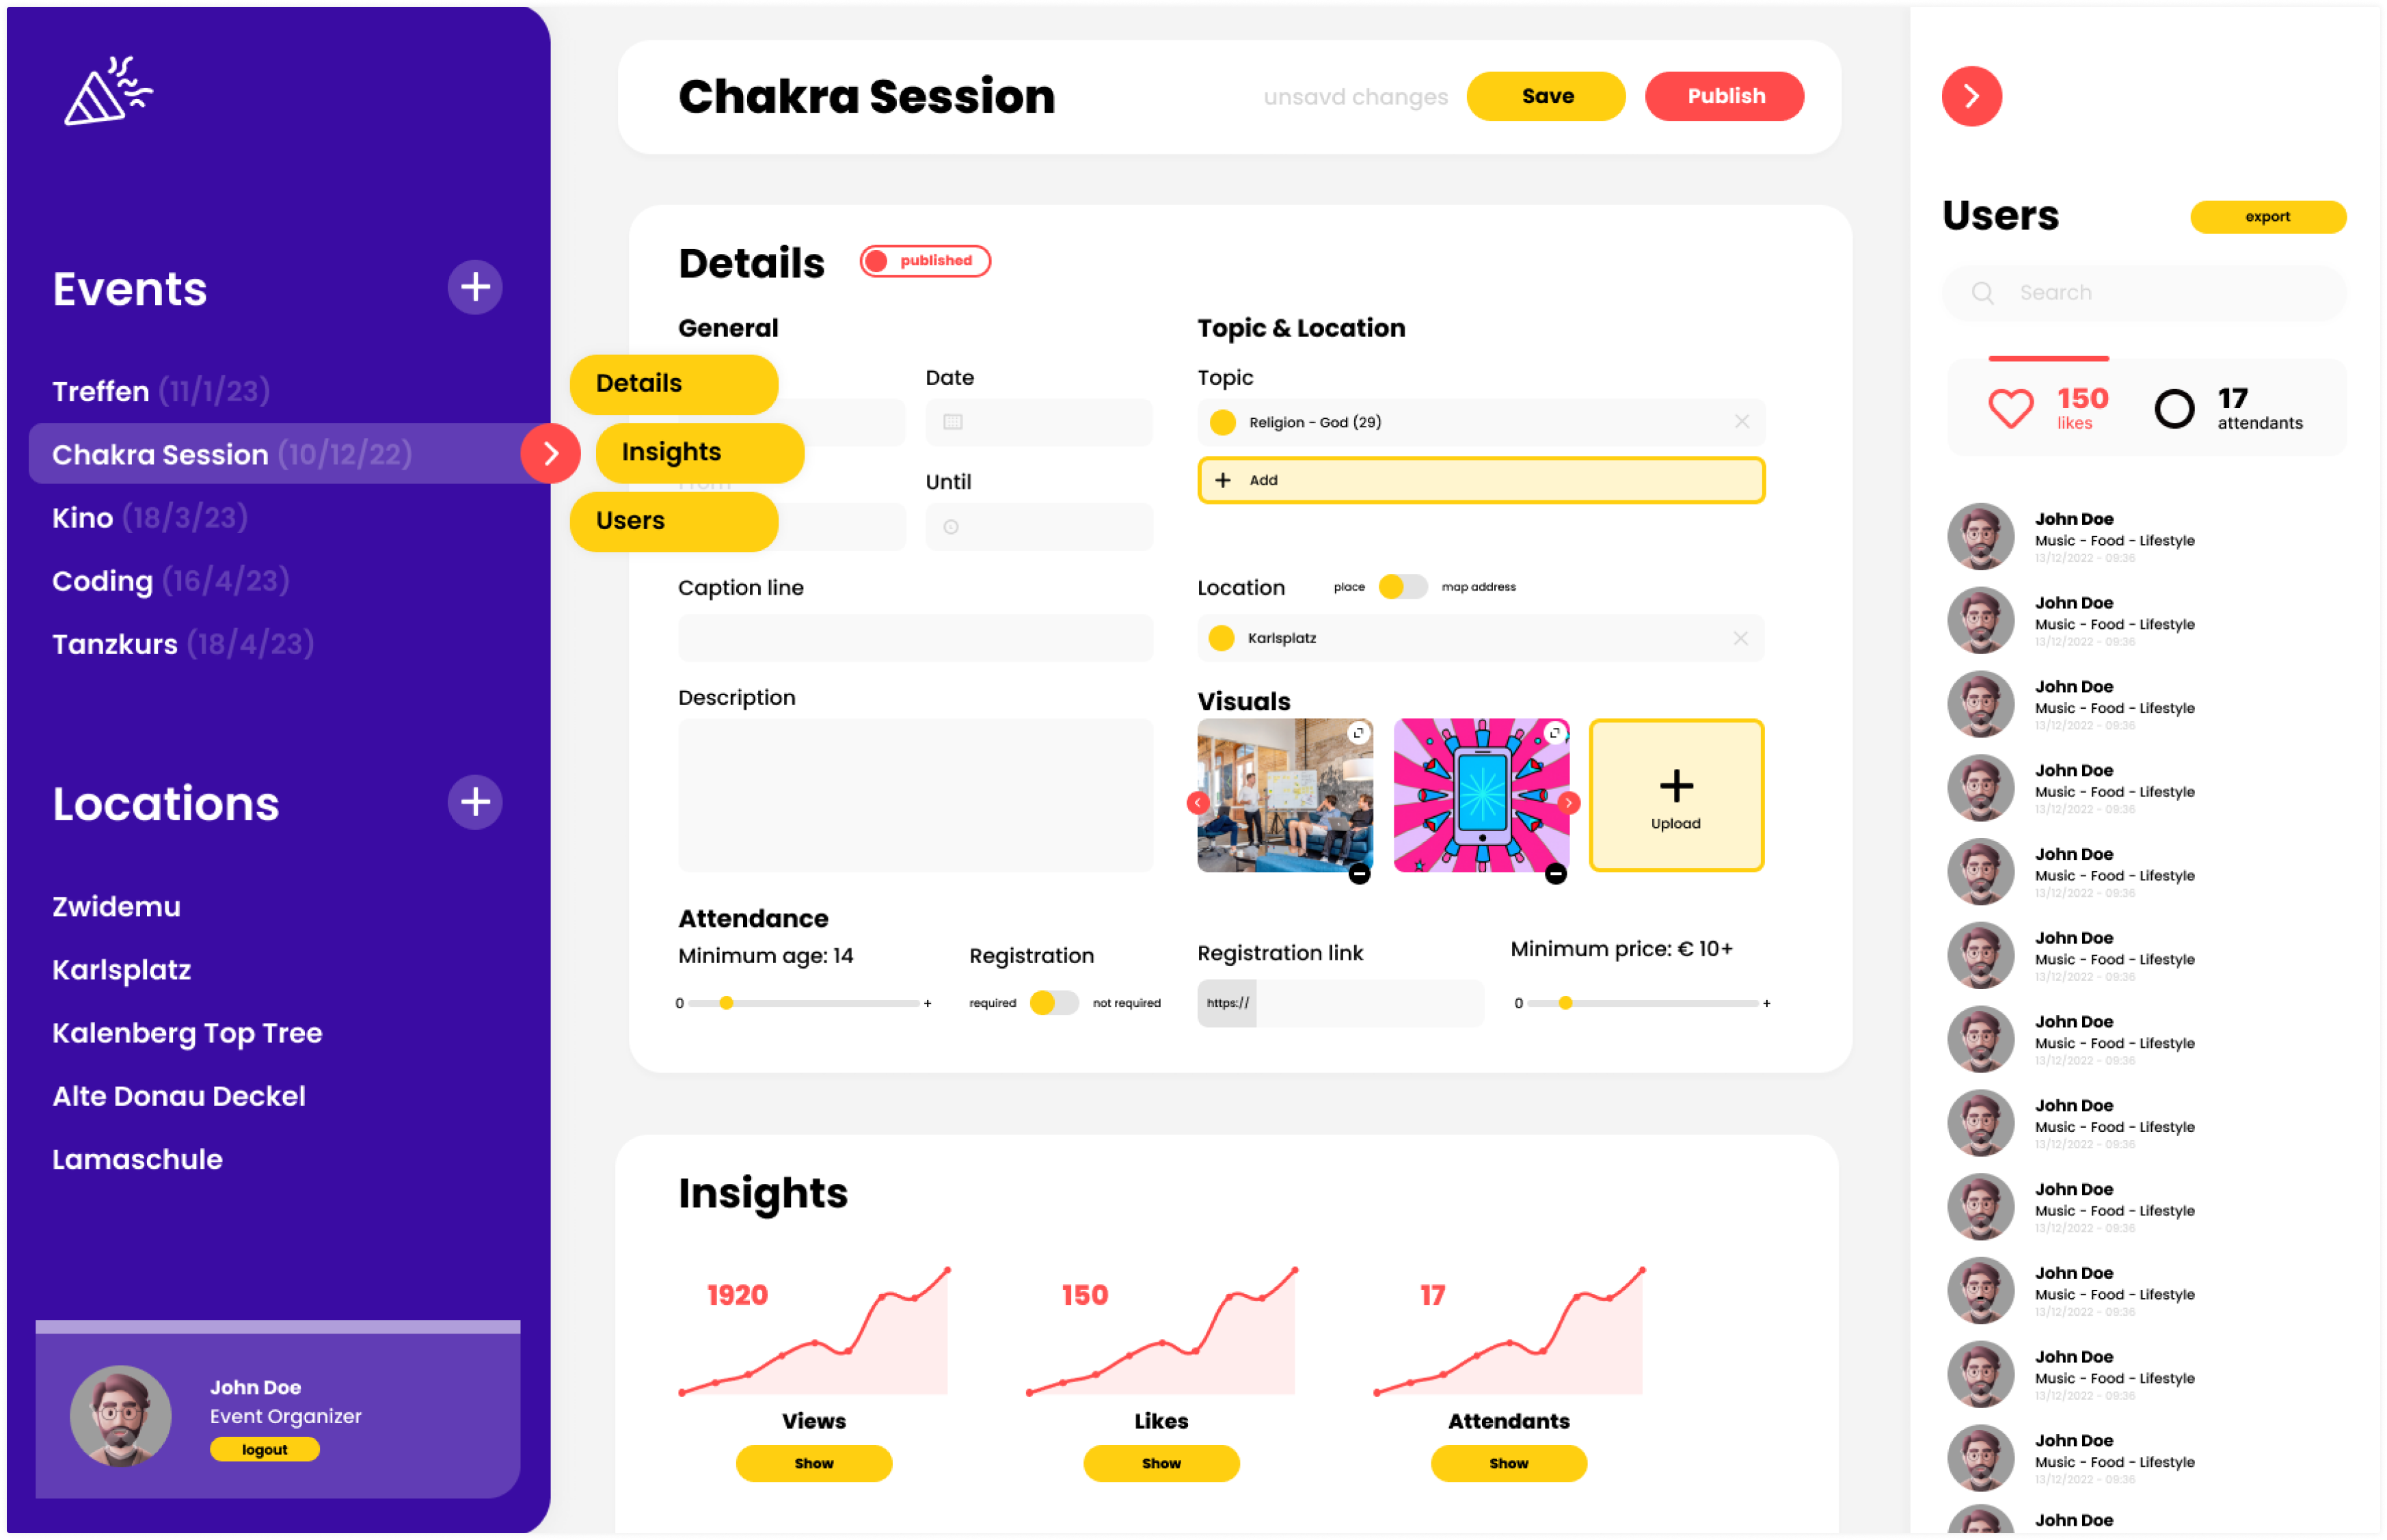 Events
Treffen (11/1/23)
Chakra Session (10/12/22)
Kino (18/3/23)
Coding (16/4/23)
Tanzkurs (18/4/23)
Locations
Zwidemu
Karlsplatz
Kalenberg Top Tree
Alte Donau Deckel
Lamaschule
John Doe
Event Organizer
logout
Details
Insights
Users
Chakra Session
unsavd changes
Save
Publish
Details
published
General
Date
From
Until
Caption line
Description
Topic & Location
Topic
Religion - God (29)
Add
Location
place
map address
Karlsplatz
Visuals
Upload
Attendance
Minimum age: 14
0
+
Registration
required
not required
Registration link
https://
Minimum price: € 10+
0
+
Insights
1920
Views
Show
150
Likes
Show
17
Attendants
Show
Users
export
Search
150
likes
17
attendants
John Doe
Music - Food - Lifestyle
13/12/2022 - 09:36
John Doe
Music - Food - Lifestyle
13/12/2022 - 09:36
John Doe
Music - Food - Lifestyle
13/12/2022 - 09:36
John Doe
Music - Food - Lifestyle
13/12/2022 - 09:36
John Doe
Music - Food - Lifestyle
13/12/2022 - 09:36
John Doe
Music - Food - Lifestyle
13/12/2022 - 09:36
John Doe
Music - Food - Lifestyle
13/12/2022 - 09:36
John Doe
Music - Food - Lifestyle
13/12/2022 - 09:36
John Doe
Music - Food - Lifestyle
13/12/2022 - 09:36
John Doe
Music - Food - Lifestyle
13/12/2022 - 09:36
John Doe
Music - Food - Lifestyle
13/12/2022 - 09:36
John Doe
Music - Food - Lifestyle
13/12/2022 - 09:36
John Doe